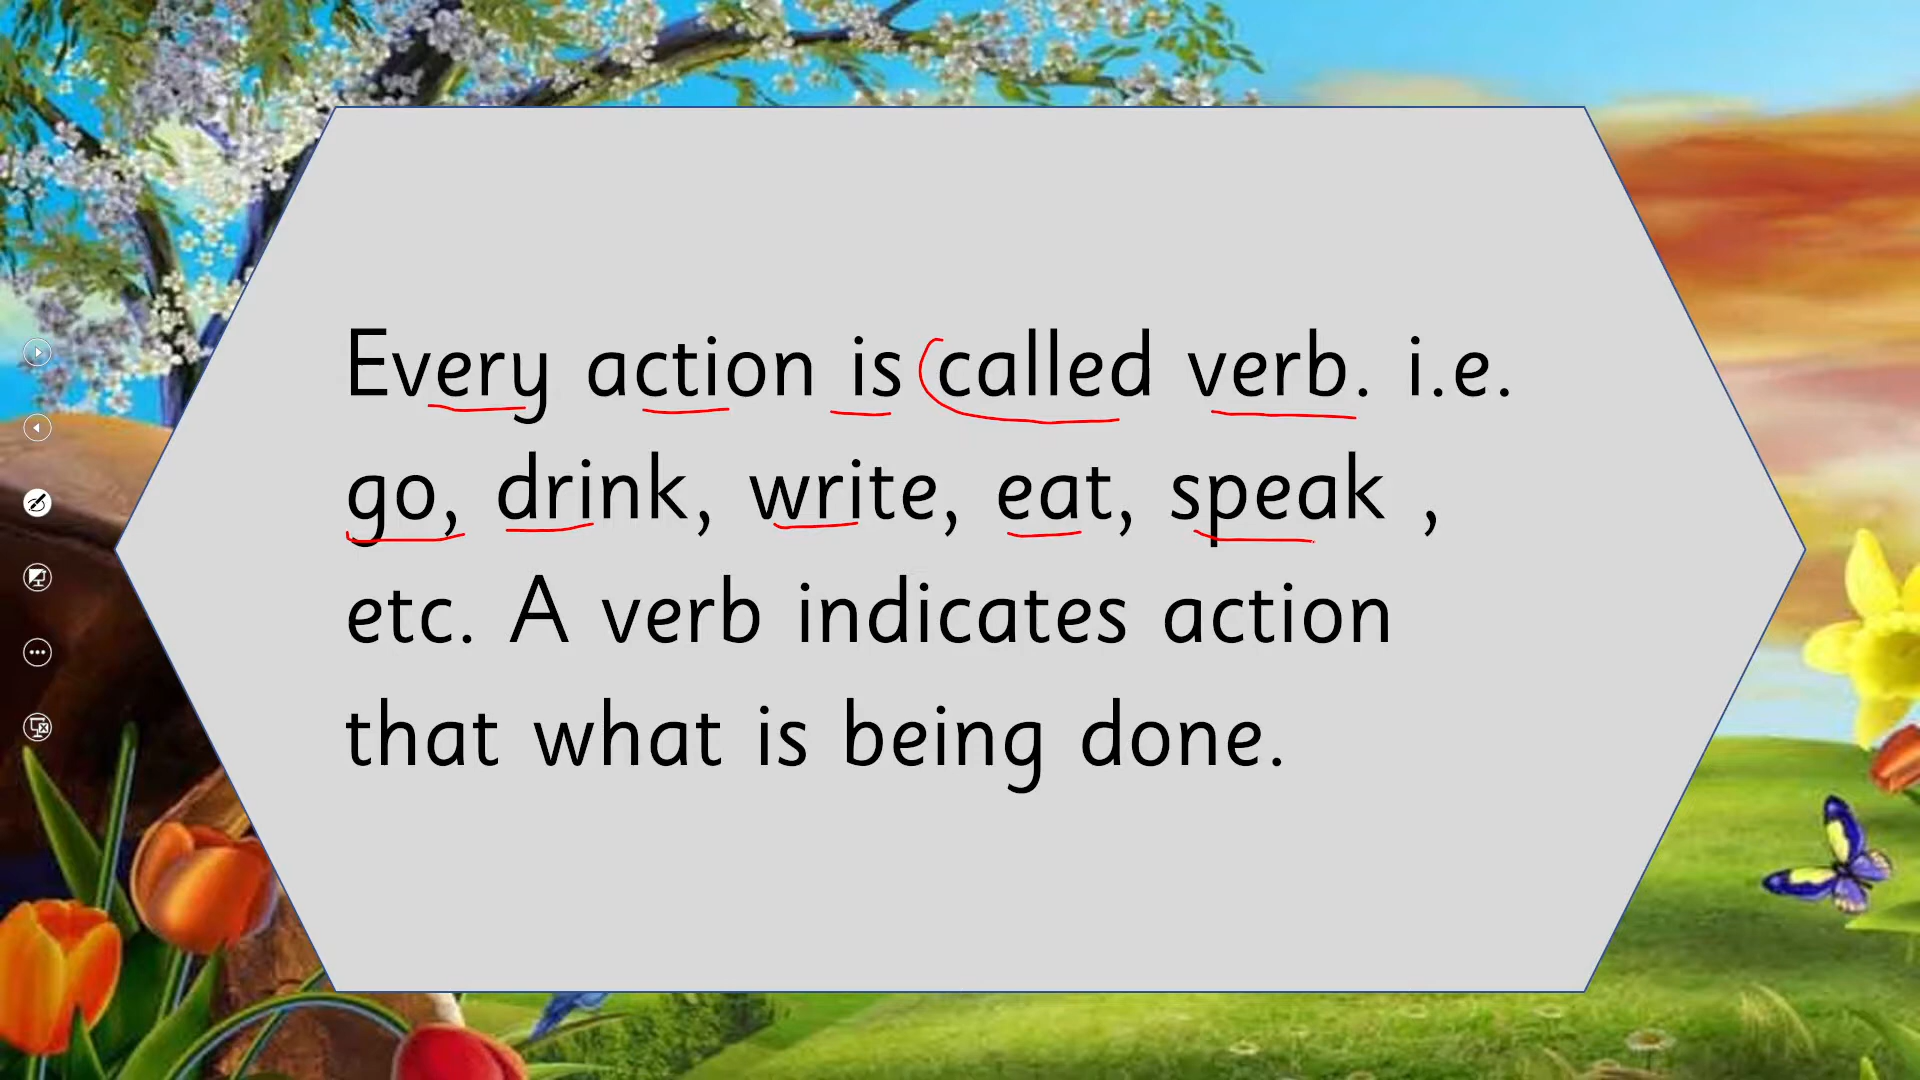 Every action is called verb. i.e.
go, drink, write, eat, speak ,
etc. A verb indicates action
that what is being done.